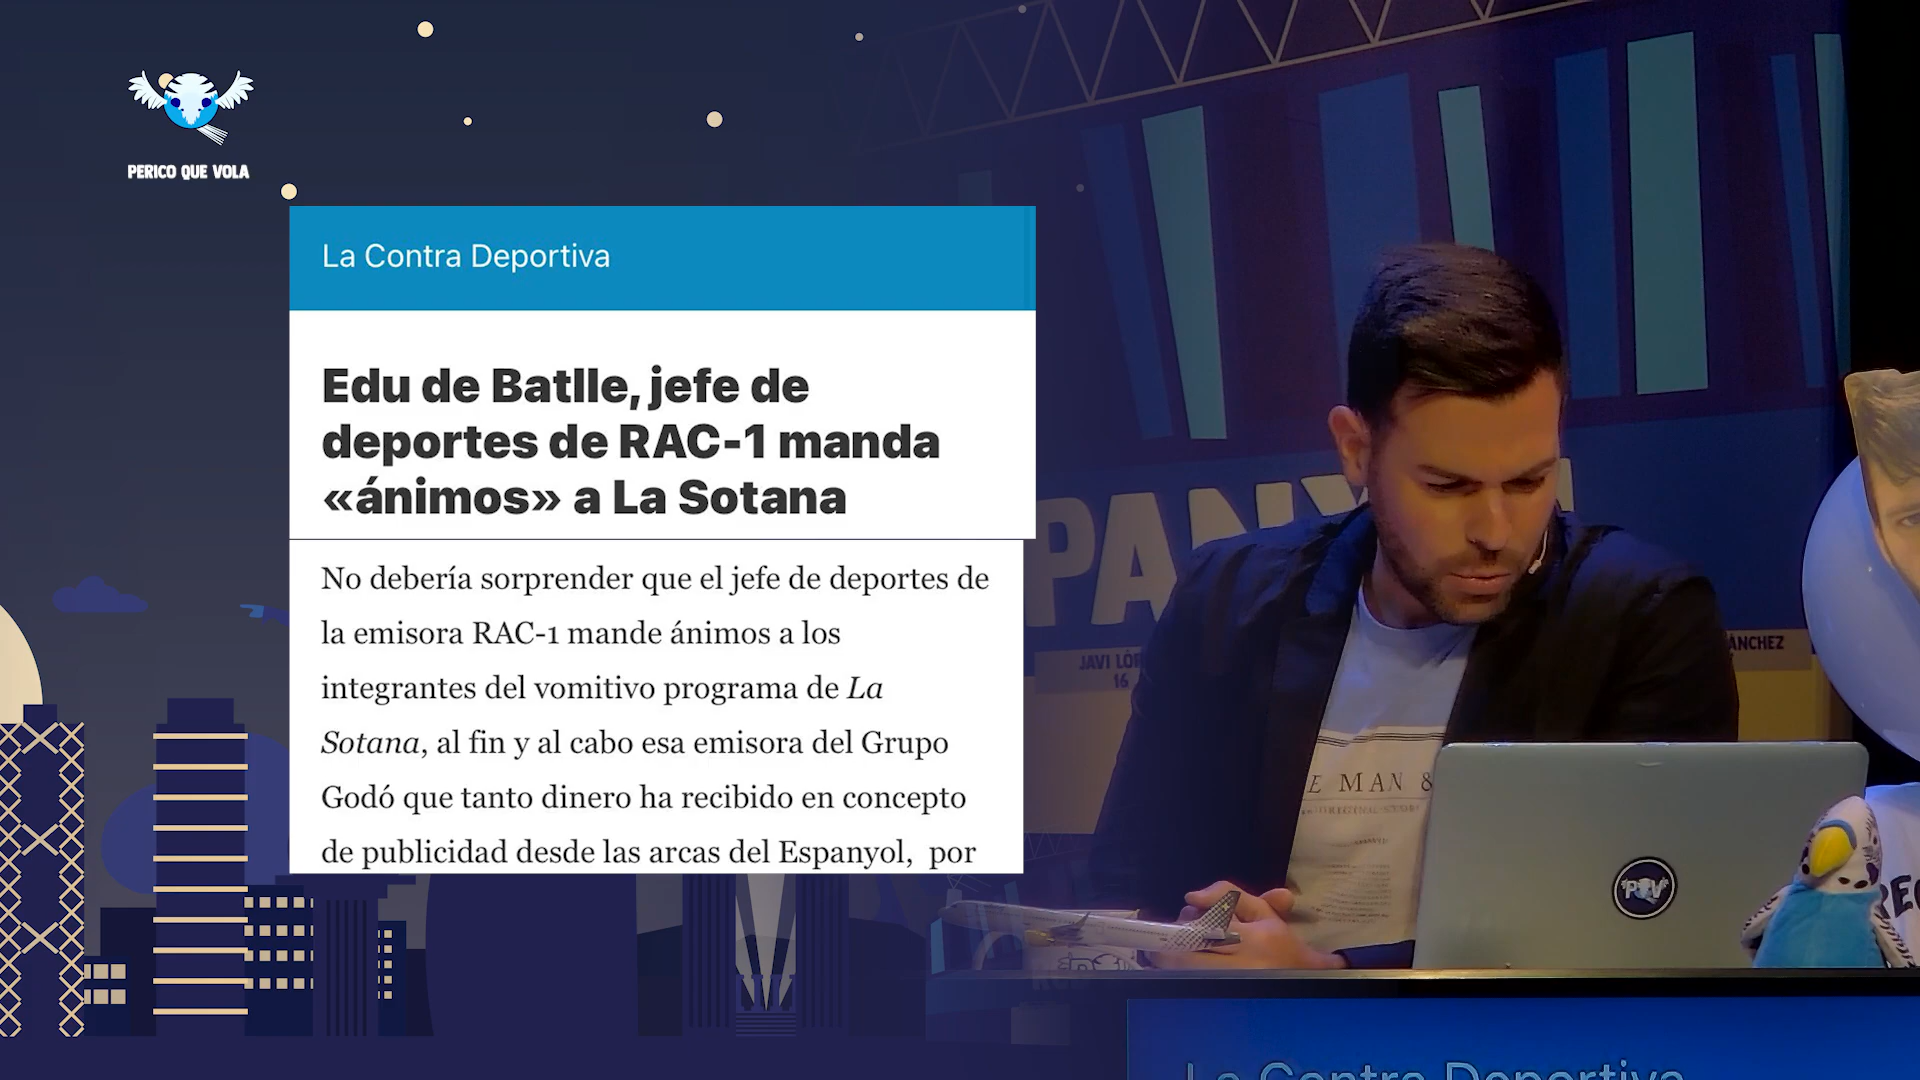 PERICO QUE VOLA
La Contra Deportiva
Edu de Batlle, jefe de
deportes de RAC-1 manda
«ánimos» a La Sotana
No debería sorprender que el jefe de deportes de
la emisora RAC-1 mande ánimos a los
integrantes del vomitivo programa de La
Sotana, al fin y al cabo esa emisora del Grupo
Godó que tanto dinero ha recibido en concepto
de publicidad desde las arcas del Espanyol, por
PANY
JAVI LÓP
16
ÁNCHEZ
E MAN &
PQV
La Contra Deportiva